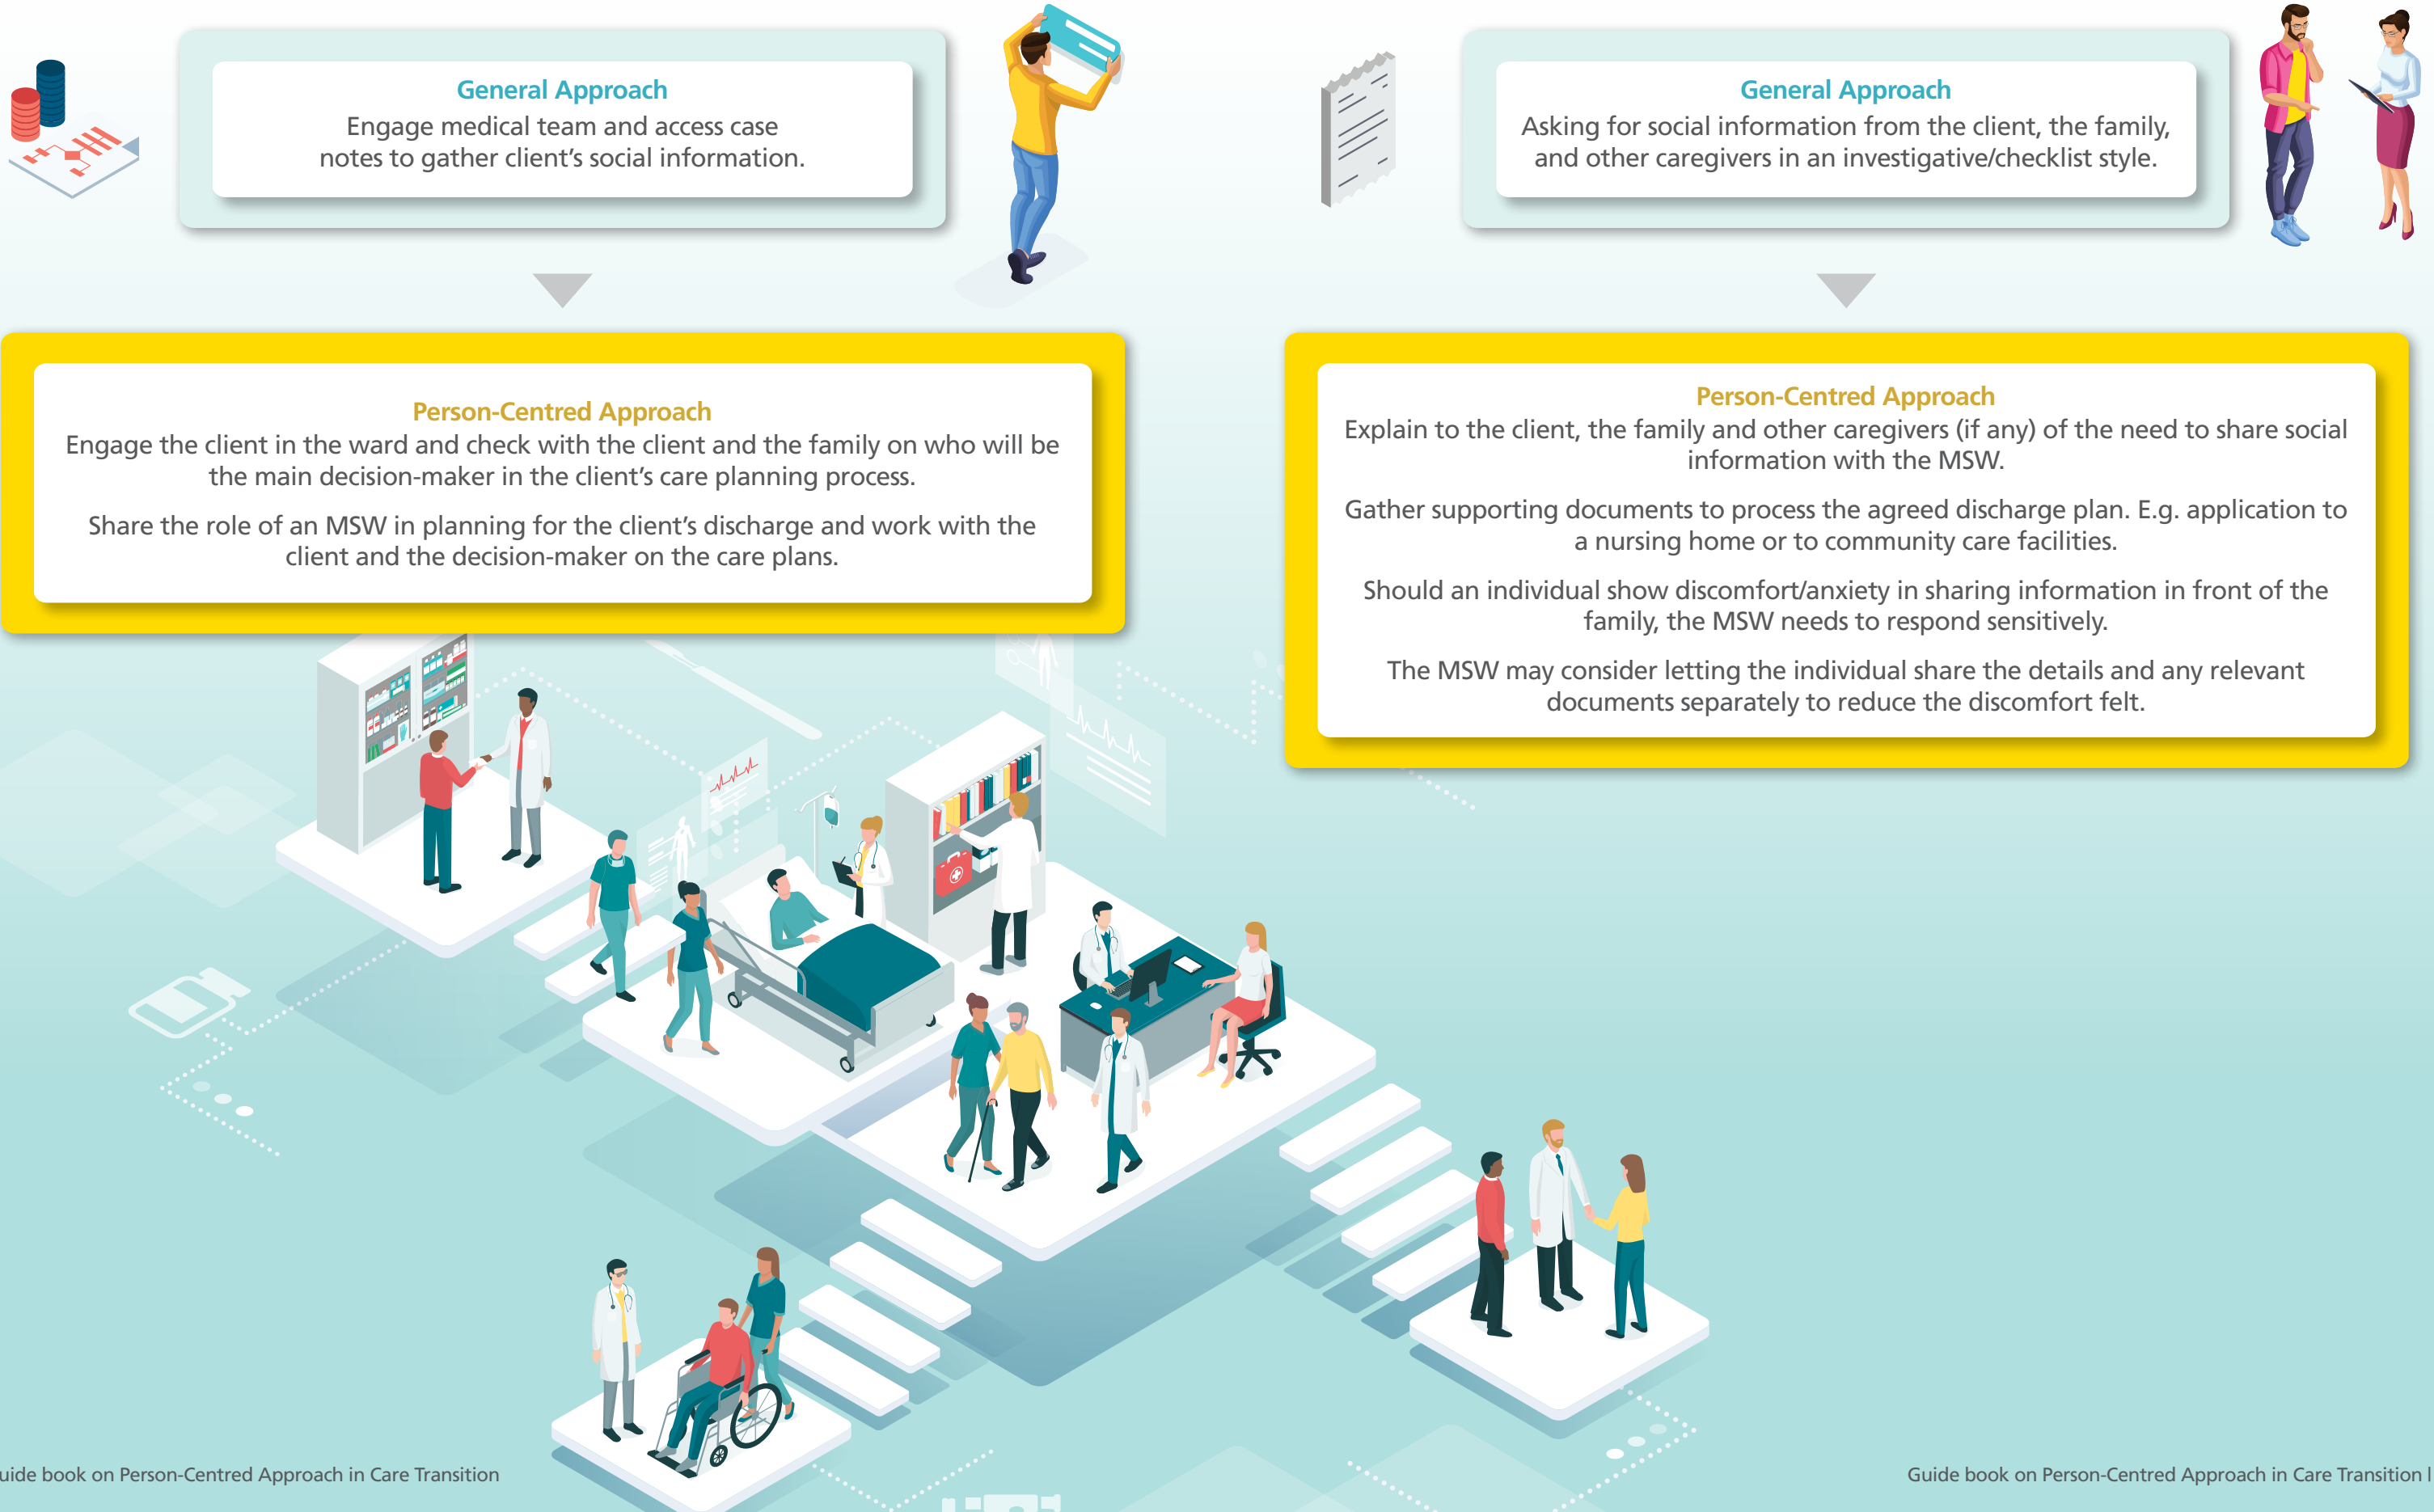 General Approach
Engage medical team and access case
notes to gather client's social information.
Person-Centred Approach
Engage the client in the ward and check with the client and the family on who will be
the main decision-maker in the client's care planning process.
Share the role of an MSW in planning for the client's discharge and work with the
client and the decision-maker on the care plans.
General Approach
Asking for social information from the client, the family,
and other caregivers in an investigative/checklist style.
Person-Centred Approach
Explain to the client, the family and other caregivers (if any) of the need to share social
information with the MSW.
Gather supporting documents to process the agreed discharge plan. E.g. application to
a nursing home or to community care facilities.
Should an individual show discomfort/anxiety in sharing information in front of the
family, the MSW needs to respond sensitively.
The MSW may consider letting the individual share the details and any relevant
documents separately to reduce the discomfort felt.
uide book on Person-Centred Approach in Care Transition
Guide book on Person-Centred Approach in Care Transition |